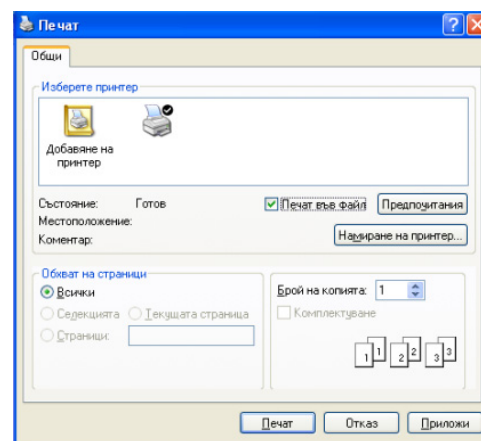 Печат
Общи
Изберете принтер
Добавяне на
принтер
Състояние: Готов
Местоположение:
Коментар:
Печат във файл
Предпочитания
Намиране на принтер...
Обхват на страници
Всички
Селекцията Текущата страница
Страници:
Брой на копията: 1
Комплектуване
1 1 2 2 3 3
Печат Отказ Приложи